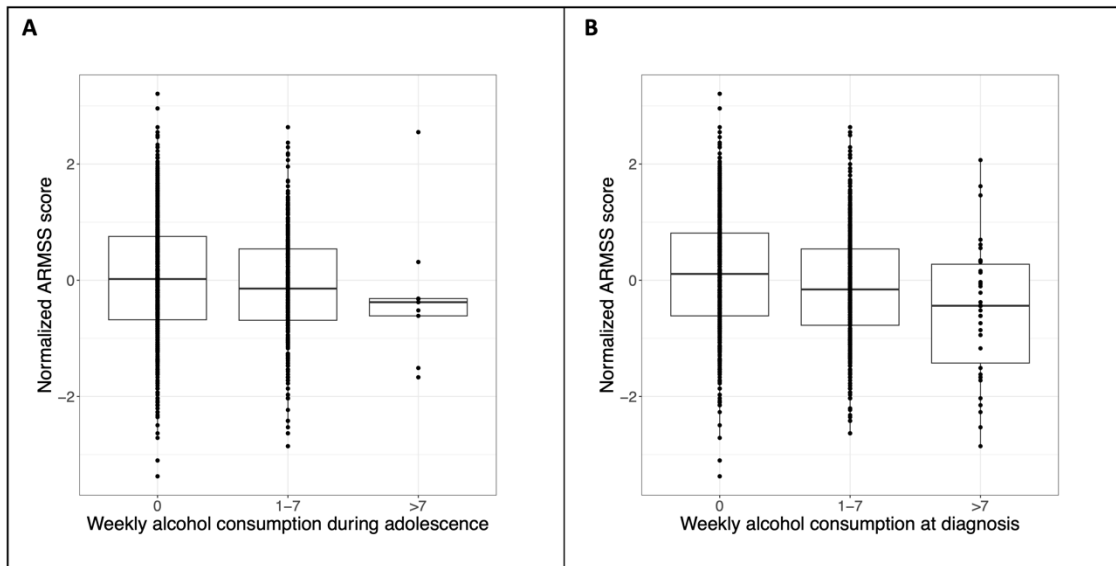 A
Normalized ARMSS score
2
0
−2
0
1−7
>7
Weekly alcohol consumption during adolescence
B
Normalized ARMSS score
2
0
−2
0
1−7
>7
Weekly alcohol consumption at diagnosis